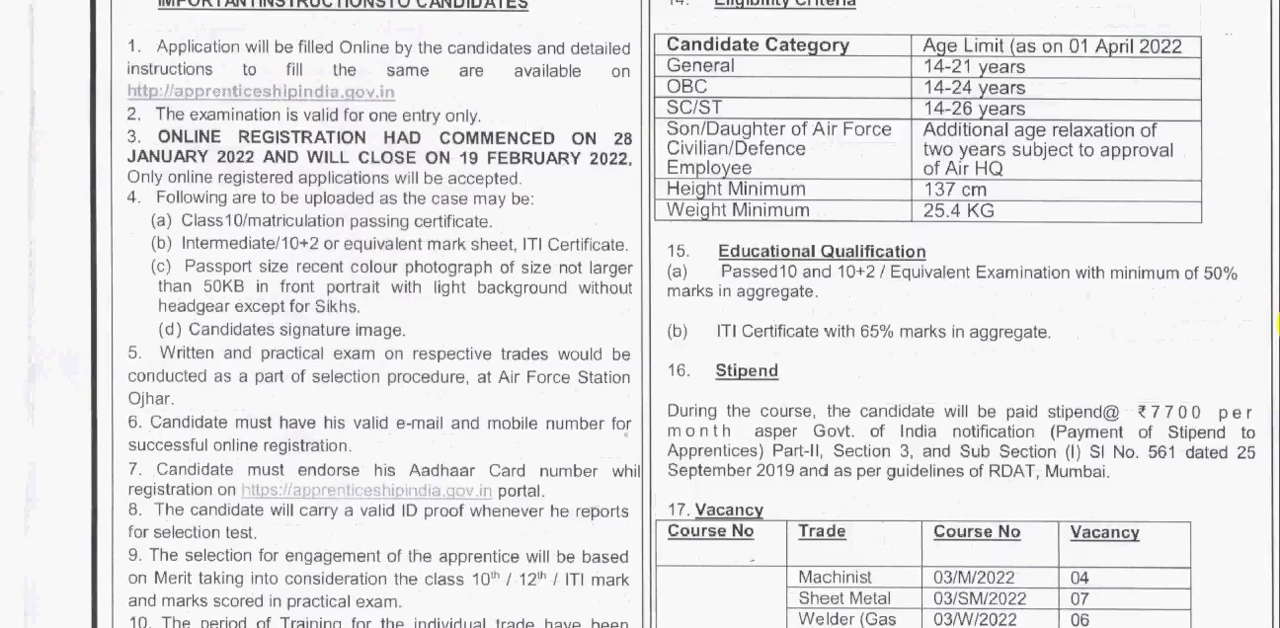 IMPORTANTINSTRUCTIONSTO CANDIDATES
1. Application will be filled Online by the candidates and detailed
instructions to fill the same are available on
http://apprenticeshipindia.gov.in
2. The examination is valid for one entry only.
3. ONLINE REGISTRATION HAD COMMENCED ON 28
JANUARY 2022 AND WILL CLOSE ON 19 FEBRUARY 2022,
Only online registered applications will be accepted.
4. Following are to be uploaded as the case may be:
(a) Class10/matriculation passing certificate.
(b) Intermediate/10+2 or equivalent mark sheet, ITI Certificate.
(c) Passport size recent colour photograph of size not larger
than 50KB in front portrait with light background without
headgear except for Sikhs.
(d) Candidates signature image.
5. Written and practical exam on respective trades would be
conducted as a part of selection procedure, at Air Force Station
Ojhar.
6. Candidate must have his valid e-mail and mobile number for
successful online registration.
7. Candidate must endorse his Aadhaar Card number whil
registration on https://apprenticeshipindia.gov.in portal.
8. The candidate will carry a valid ID proof whenever he reports
for selection test.
9. The selection for engagement of the apprentice will be based
on Merit taking into consideration the class 10th / 12th / ITI mark
and marks scored in practical exam.
10. The period of Training for the individual trade have been
14. Eligibility Criteria
Candidate Category Age Limit (as on 01 April 2022
General 14-21 years
OBC 14-24 years
SC/ST 14-26 years
Son/Daughter of Air Force Additional age relaxation of
Civilian/Defence two years subject to approval
Employee of Air HQ
Height Minimum 137 cm
Weight Minimum 25.4 KG
15. Educational Qualification
(a) Passed10 and 10+2 / Equivalent Examination with minimum of 50%
marks in aggregate.
(b) ITI Certificate with 65% marks in aggregate.
16. Stipend
During the course, the candidate will be paid stipend@ ₹7700 per
month asper Govt. of India notification (Payment of Stipend to
Apprentices) Part-II, Section 3, and Sub Section (I) SI No. 561 dated 25
September 2019 and as per guidelines of RDAT, Mumbai.
17. Vacancy
Course No Trade Course No Vacancy
Machinist 03/M/2022 04
Sheet Metal 03/SM/2022 07
Welder (Gas 03/W/2022 06